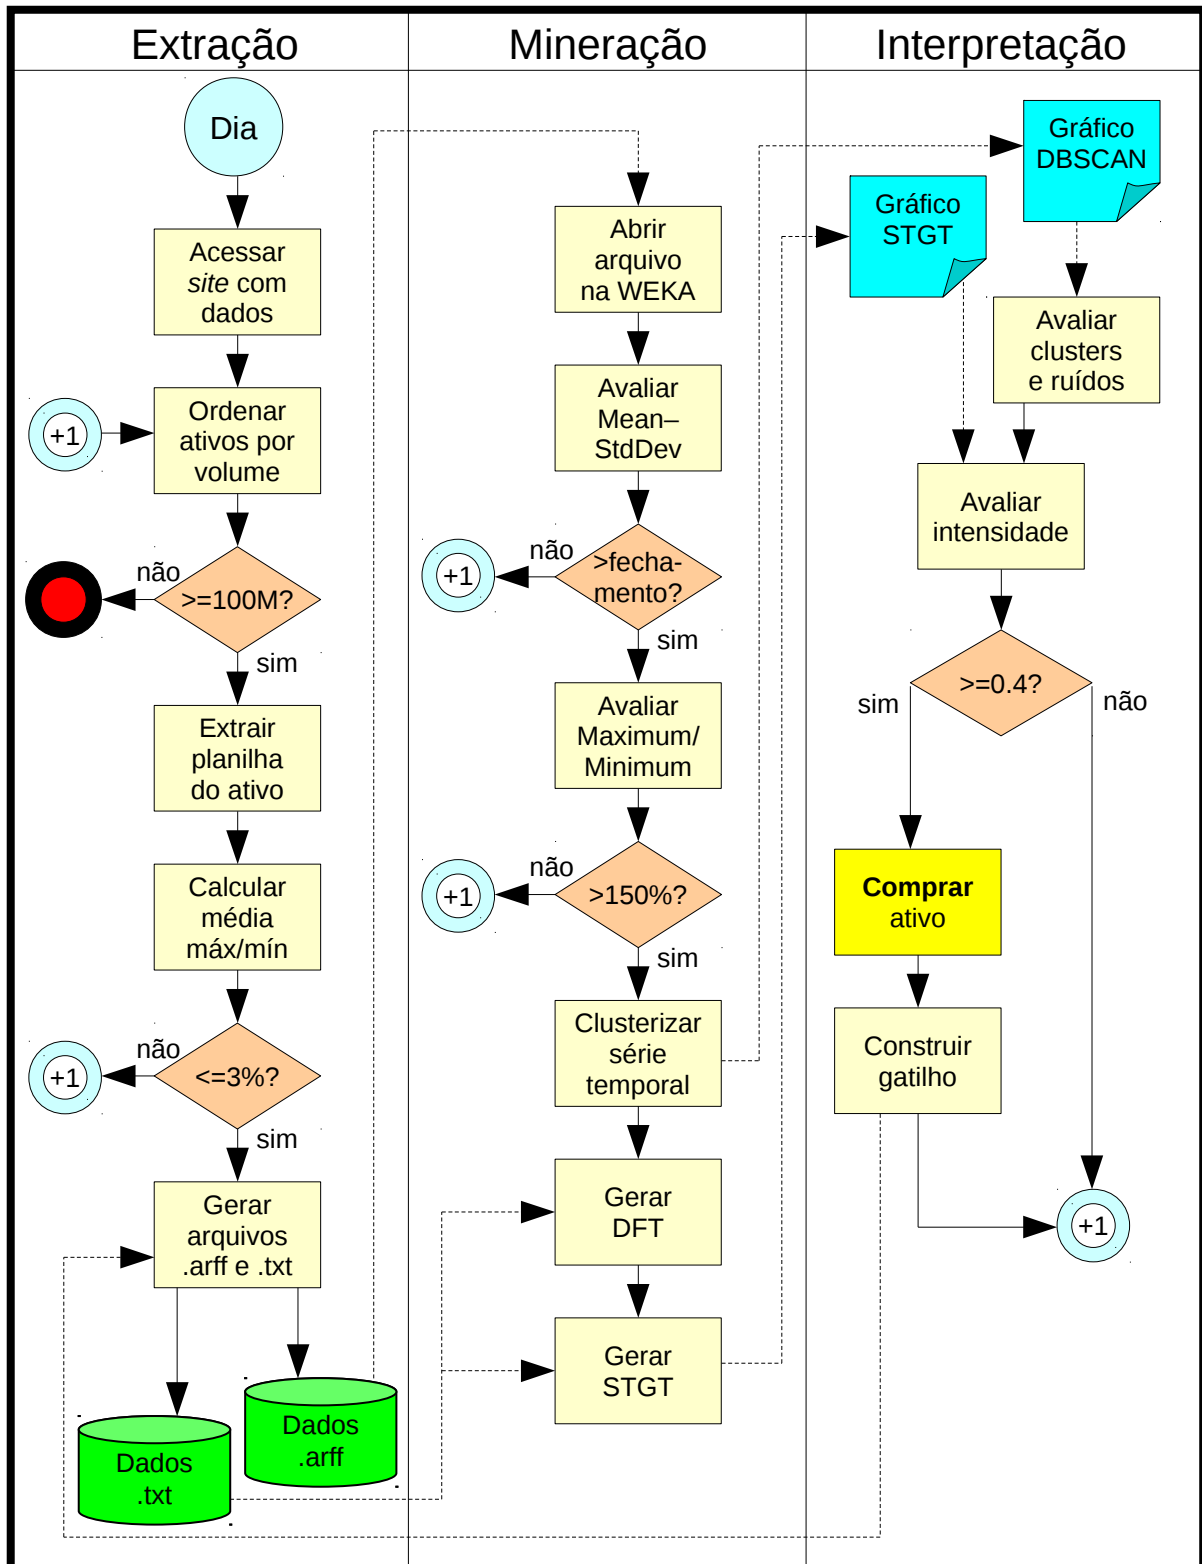 Extração
Dia
Acessar
site com
dados
+1
Ordenar
ativos por
volume
não
>=100M?
sim
Extrair
planilha
do ativo
Calcular
média
máx/mín
não
+1
<=3%?
sim
Gerar
arquivos
.arff e .txt
Dados
.arff
Dados
.txt
Mineração
Abrir
arquivo
na WEKA
Avaliar
Mean–
StdDev
não
+1
>fecha-
mento?
sim
Avaliar
Maximum/
Minimum
não
+1
>150%?
sim
Clusterizar
série
temporal
Gerar
DFT
Gerar
STGT
Interpretação
Gráfico
DBSCAN
Gráfico
STGT
Avaliar
clusters
e ruídos
Avaliar
intensidade
>=0.4?
sim
não
Comprar
ativo
Construir
gatilho
+1